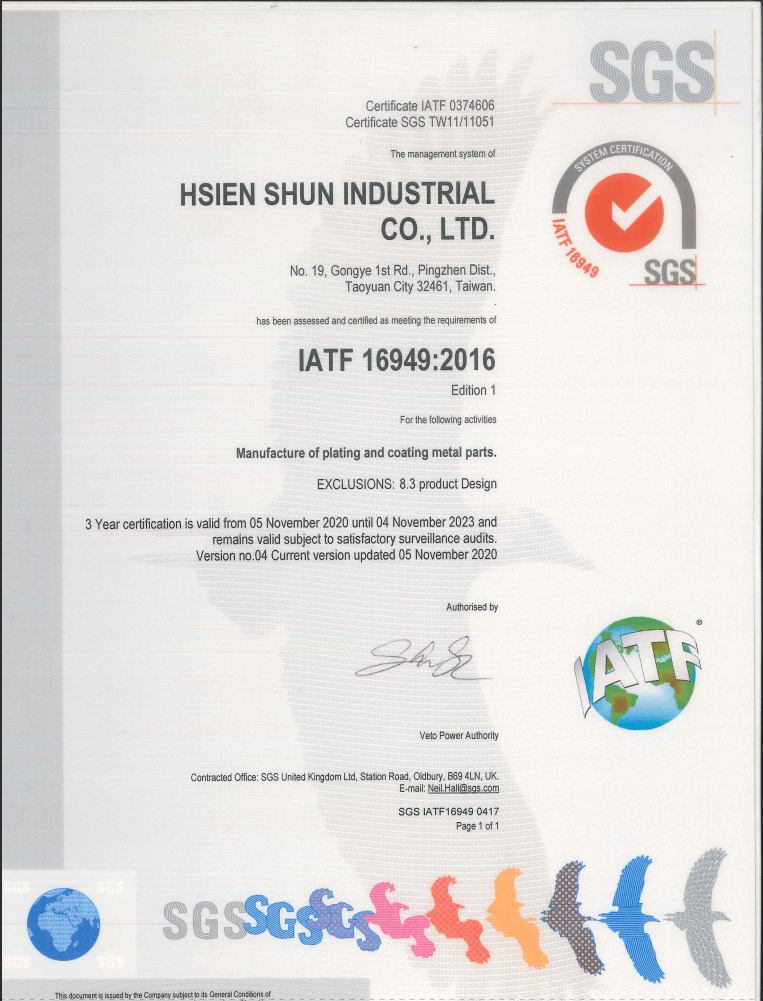 SGS
Certificate IATF 0374606
Certificate SGS TW11/11051
The management system of
HSIEN SHUN INDUSTRIAL
CO., LTD.
No. 19, Gongye 1st Rd., Pingzhen Dist.,
Taoyuan City 32461, Taiwan.
SYSTEM CERTIFICATION
IATF 16949
SGS
has been assessed and certified as meeting the requirements of
IATF 16949:2016
Edition 1
For the following activities
Manufacture of plating and coating metal parts.
EXCLUSIONS: 8.3 product Design
3 Year certification is valid from 05 November 2020 until 04 November 2023 and
remains valid subject to satisfactory surveillance audits.
Version no.04 Current version updated 05 November 2020
Authorised by
IATF®
Veto Power Authority
Contracted Office: SGS United Kingdom Ltd, Station Road, Oldbury, B69 4LN, UK.
E-mail: Neil.Hall@sgs.com
SGS IATF16949 0417
Page 1 of 1
SGS SGS
SGS SGS SGS
SGS SGS
This document is issued by the Company subject to its General Conditions of